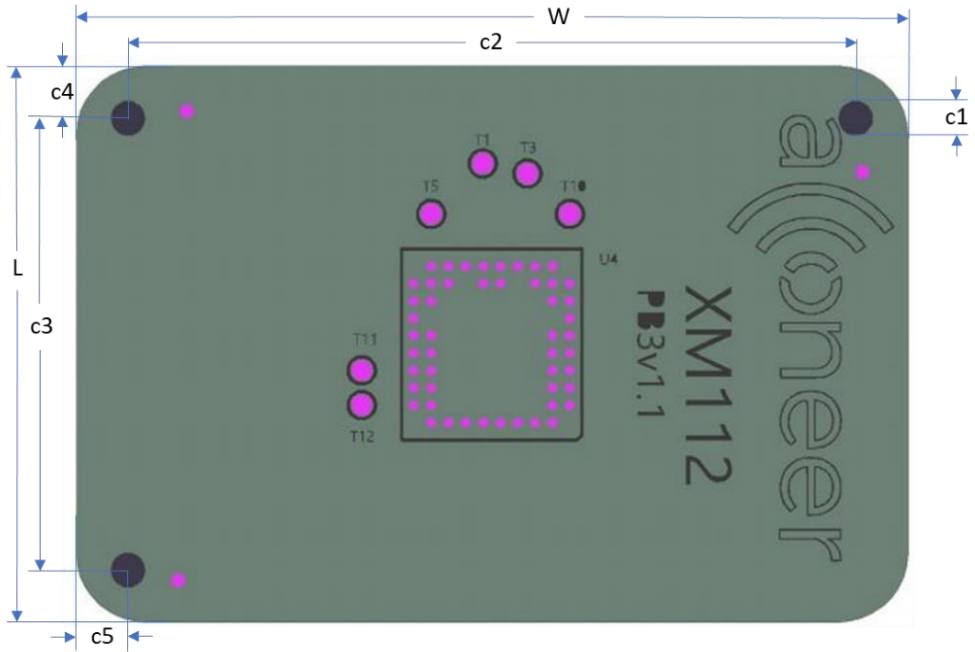 W
c2
c4
c1
T1
T3
T5
T10
L
U4
c3
T11
T12
XM112
PB3v1.1
acconeer
c5